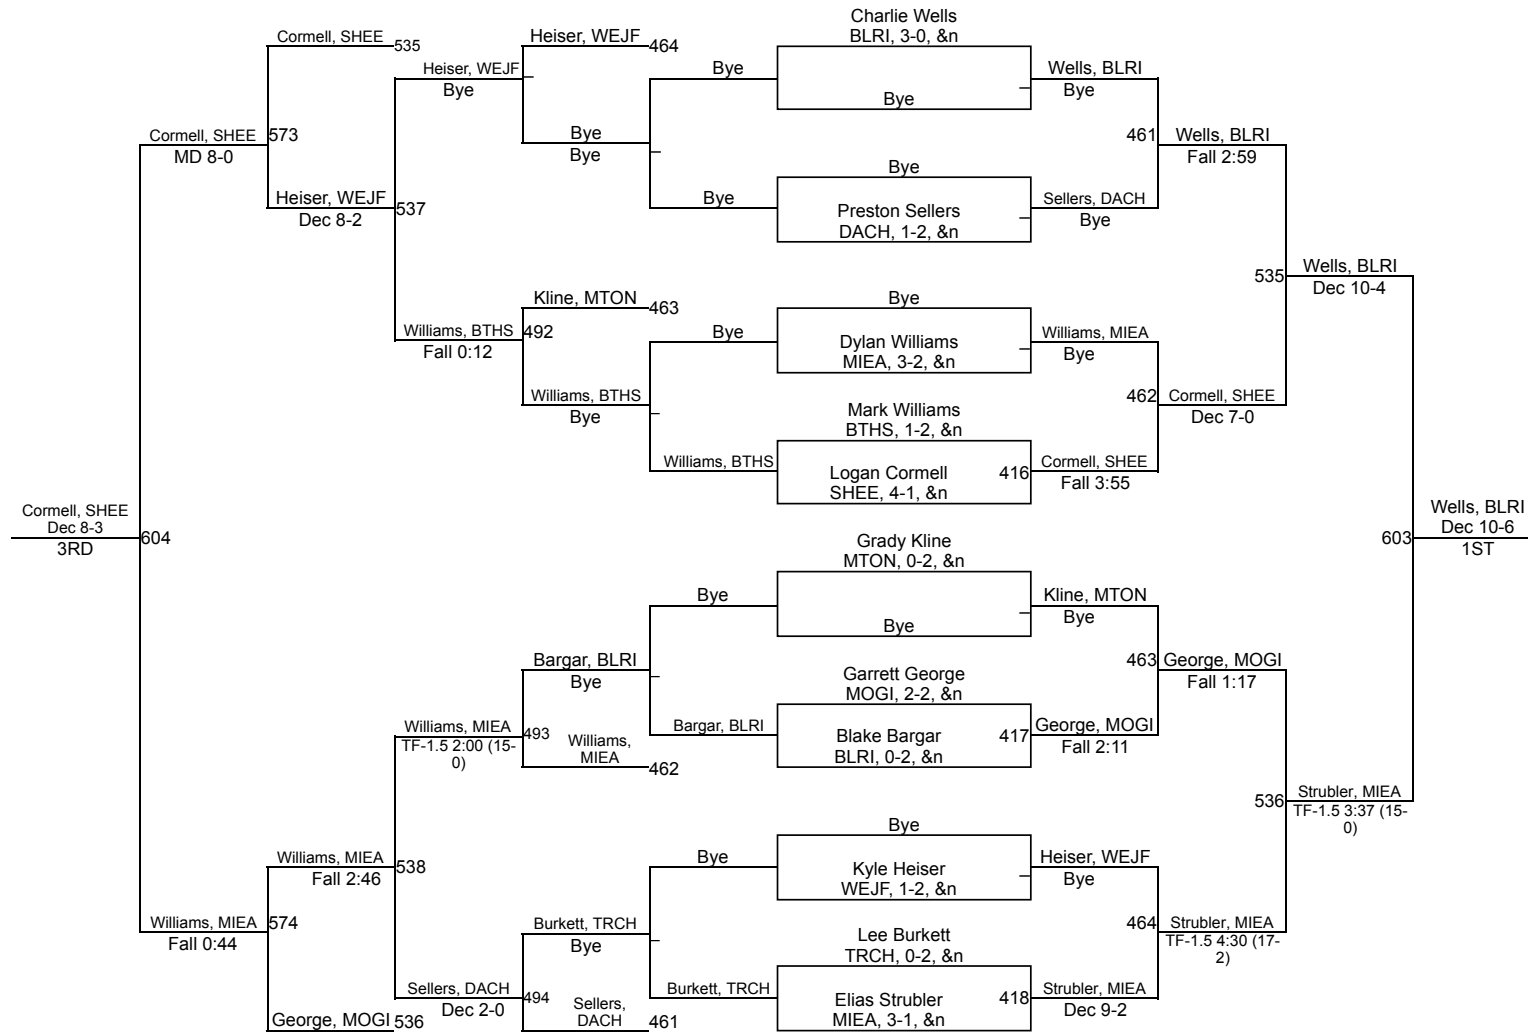 Charlie Wells
BLRI, 3-0, &n
Cornell, SHEE
535
Heiser, WEJF
464
Heiser, WEJF
Bye
Bye
Bye
Wells, BLRI
Bye
Cormell, SHEE
573
MD 8-0
Bye
Bye
461
Wells, BLRI
Fall 2:59
Bye
Heiser, WEJF
537
Dec 8-2
Bye
Preston Sellers
DACH, 1-2, &n
Sellers, DACH
Bye
535
Wells, BLRI
Dec 10-4
Kline, MTON
463
Bye
Williams, BTHS
492
Fall 0:12
Bye
Dylan Williams
MIEA, 3-2, &n
Williams, MIEA
Bye
Williams, BTHS
Bye
462
Cormell, SHEE
Dec 7-0
Mark Williams
BTHS, 1-2, &n
Williams, BTHS
Logan Cormell
SHEE, 4-1, &n
416
Cormell, SHEE
Fall 3:55
Cormell, SHEE
Dec 8-3
3RD
604
603
Wells, BLRI
Dec 10-6
1ST
Grady Kline
MTON, 0-2, &n
Bye
Bye
Kline, MTON
Bye
Bargar, BLRI
Bye
463
George, MOGI
Fall 1:17
Garrett George
MOGI, 2-2, &n
Williams, MIEA
TF-1.5 2:00 (15-
0)
493
Williams,
MIEA
462
Bargar, BLRI
Blake Bargar
BLRI, 0-2, &n
417
George, MOGI
Fall 2:11
536
Strubler, MIEA
TF-1.5 3:37 (15-
0)
Bye
Williams, MIEA
538
Fall 2:46
Bye
Kyle Heiser
WEJF, 1-2, &n
Heiser, WEJF
Bye
Williams, MIEA
574
Fall 0:44
Burkett, TRCH
Bye
464
Strubler, MIEA
TF-1.5 4:30 (17-
2)
Lee Burkett
TRCH, 0-2, &n
Sellers, DACH
494
Dec 2-0
Burkett, TRCH
Elias Strubler
MIEA, 3-1, &n
418
Strubler, MIEA
Dec 9-2
George, MOGI
536
Sellers,
DACH
461